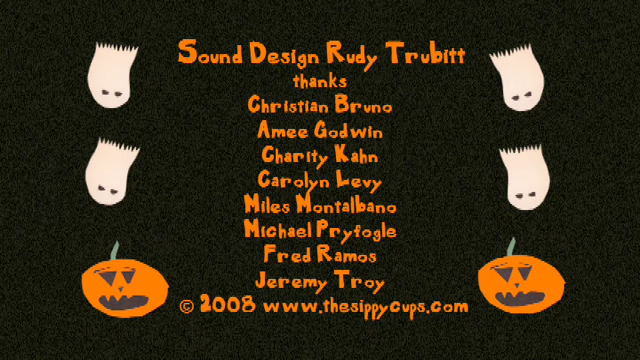 Sound Design Rudy Trubitt
thanks
Christian Bruno
Amee Godwin
Charity Kahn
Carolyn Levy
Miles Montalbano
Michael Pryfogle
Fred Ramos
Jeremy Troy
© 2008 www.thesippycups.com